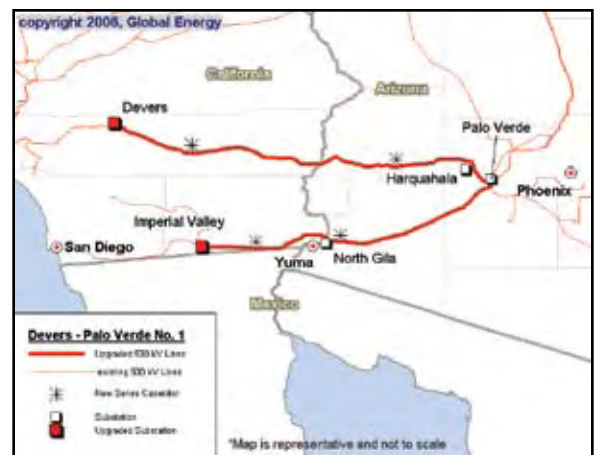 copyright 2006, Global Energy
California
Arizona
Devers
Palo Verde
Harquahala
Phoenix
Imperial Valley
San Diego
Yuma
North Gila
Mexico
Devers - Palo Verde No. 1
Upgraded 500 kV Lines
existing 500 kV Lines
New Series Capacitor
Substation
Upgraded Substation
*Map is representative and not to scale